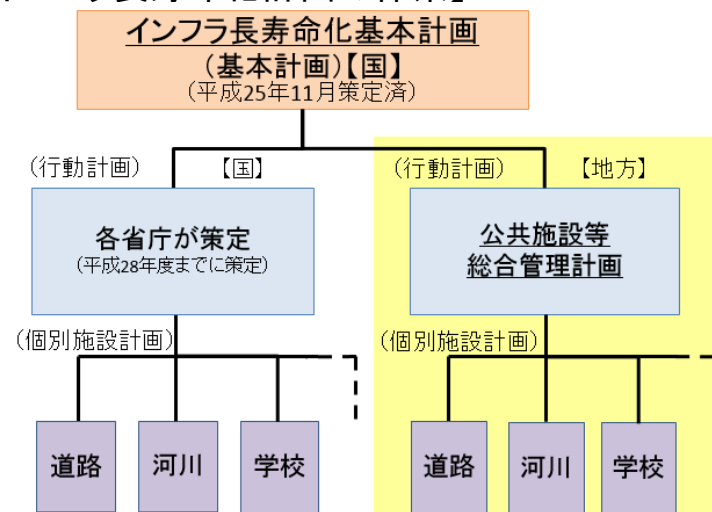 インフラ長寿命化基本計画
(基本計画)【国】
(平成25年11月策定済)
(行動計画) 【国】
(行動計画) 【地方】
各省庁が策定
(平成28年度までに策定)
公共施設等
総合管理計画
(個別施設計画)
(個別施設計画)
道路 河川 学校
道路 河川 学校